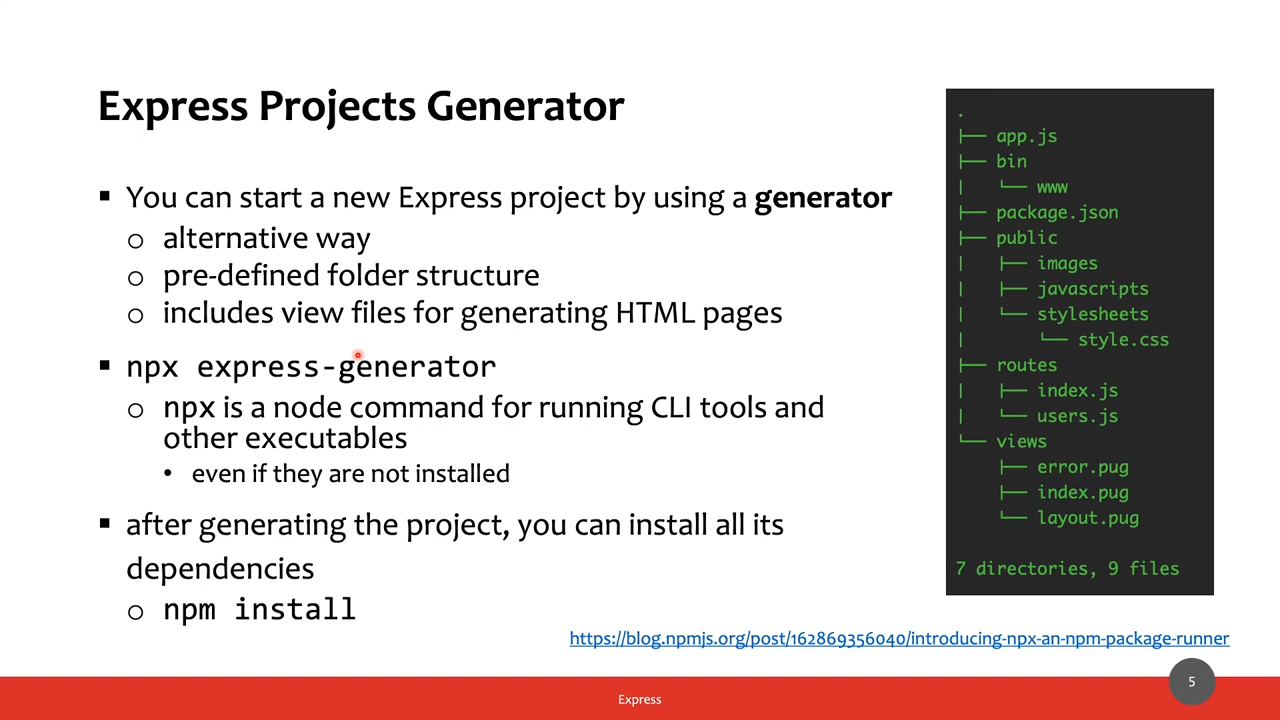 Express Projects Generator
▪ You can start a new Express project by using a generator
o alternative way
o pre-defined folder structure
o includes view files for generating HTML pages
▪ npx express-generator
o npx is a node command for running CLI tools and
other executables
• even if they are not installed
▪ after generating the project, you can install all its
dependencies
o npm install
.
├── app.js
├── bin
|   └── www
├── package.json
├── public
|   ├── images
|   ├── javascripts
|   └── stylesheets
|       └── style.css
├── routes
|   ├── index.js
|   └── users.js
└── views
    ├── error.pug
    ├── index.pug
    └── layout.pug
7 directories, 9 files
https://blog.npmjs.org/post/162869356040/introducing-npx-an-npm-package-runner
5
Express